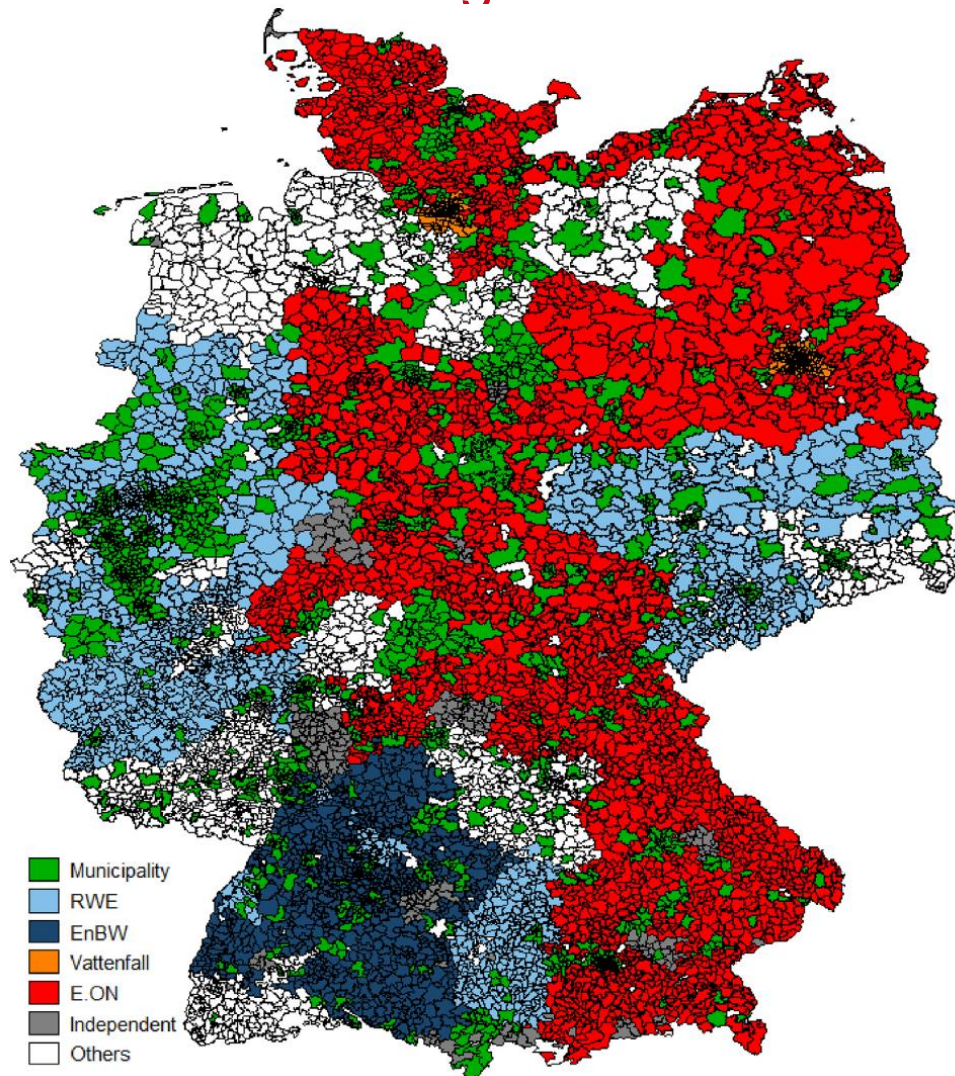 Municipality
RWE
EnBW
Vattenfall
E.ON
Independent
Others